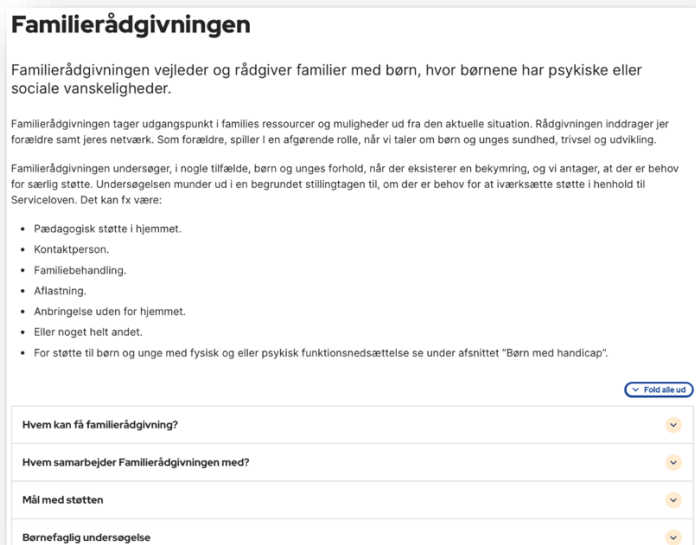 Familierådgivningen
Familierådgivningen vejleder og rådgiver familier med børn, hvor børnene har psykiske eller
sociale vanskeligheder.
Familierådgivningen tager udgangspunkt i families ressourcer og muligheder ud fra den aktuelle situation. Rådgivningen inddrager jer
forældre samt jeres netværk. Som forældre, spiller I en afgørende rolle, når vi taler om børn og unges sundhed, trivsel og udvikling.
Familierådgivningen undersøger, i nogle tilfælde, børn og unges forhold, når der eksisterer en bekymring, og vi antager, at der er behov
for særlig støtte. Undersøgelsen munder ud i en begrundet stillingtagen til, om der er behov for at iværksætte støtte i henhold til
Serviceloven. Det kan fx være:
• Pædagogisk støtte i hjemmet.
• Kontaktperson.
• Familiebehandling.
• Aflastning.
• Anbringelse uden for hjemmet.
• Eller noget helt andet.
• For støtte til børn og unge med fysisk og eller psykisk funktionsnedsættelse se under afsnittet "Børn med handicap".
Fold alle ud
Hvem kan få familierådgivning?
Hvem samarbejder Familierådgivningen med?
Mål med støtten
Børnefaglig undersøgelse